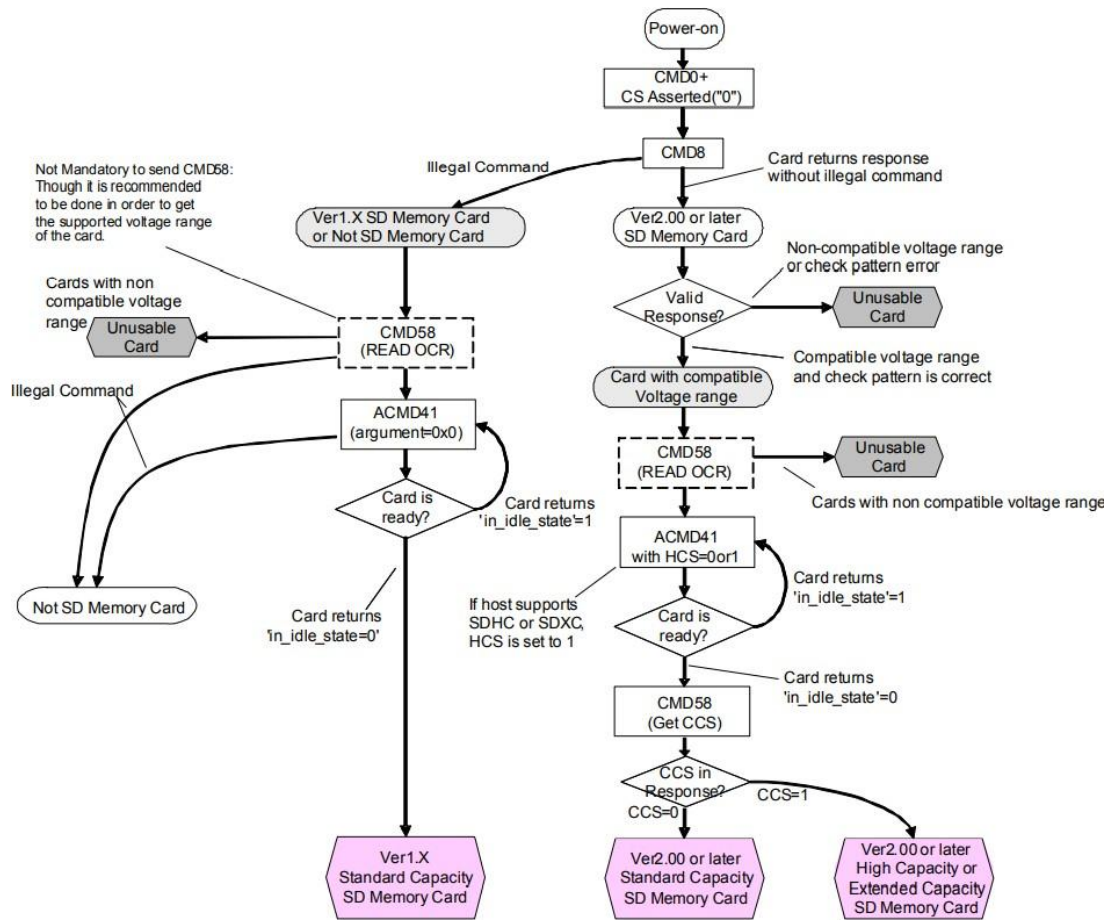 Power-on
CMD0+
CS Asserted("0")
CMD8
Illegal Command
Card returns response
without illegal command
Not Mandatory to send CMD58:
Though it is recommended
to be done in order to get
the supported voltage range
of the card.
Ver1.X SD Memory Card
or Not SD Memory Card
Ver2.00 or later
SD Memory Card
Non-compatible voltage range
or check pattern error
Cards with non
compatible voltage
range
Unusable
Card
CMD58
(READ OCR)
Valid
Response?
Unusable
Card
Compatible voltage range
and check pattern is correct
Illegal Command
Card with compatible
Voltage range
ACMD41
(argument=0x0)
CMD58
(READ OCR)
Unusable
Card
Cards with non compatible voltage range
Card is
ready?
Card returns
'in_idle_state'=1
ACMD41
with HCS=0or1
Card returns
'in_idle_state'=1
Not SD Memory Card
Card returns
'in_idle_state=0'
If host supports
SDHC or SDXC,
HCS is set to 1
Card is
ready?
Card returns
'in_idle_state'=0
CMD58
(Get CCS)
CCS in
Response?
CCS=0
CCS=1
Ver1.X
Standard Capacity
SD Memory Card
Ver2.00 or later
Standard Capacity
SD Memory Card
Ver2.00 or later
High Capacity or
Extended Capacity
SD Memory Card